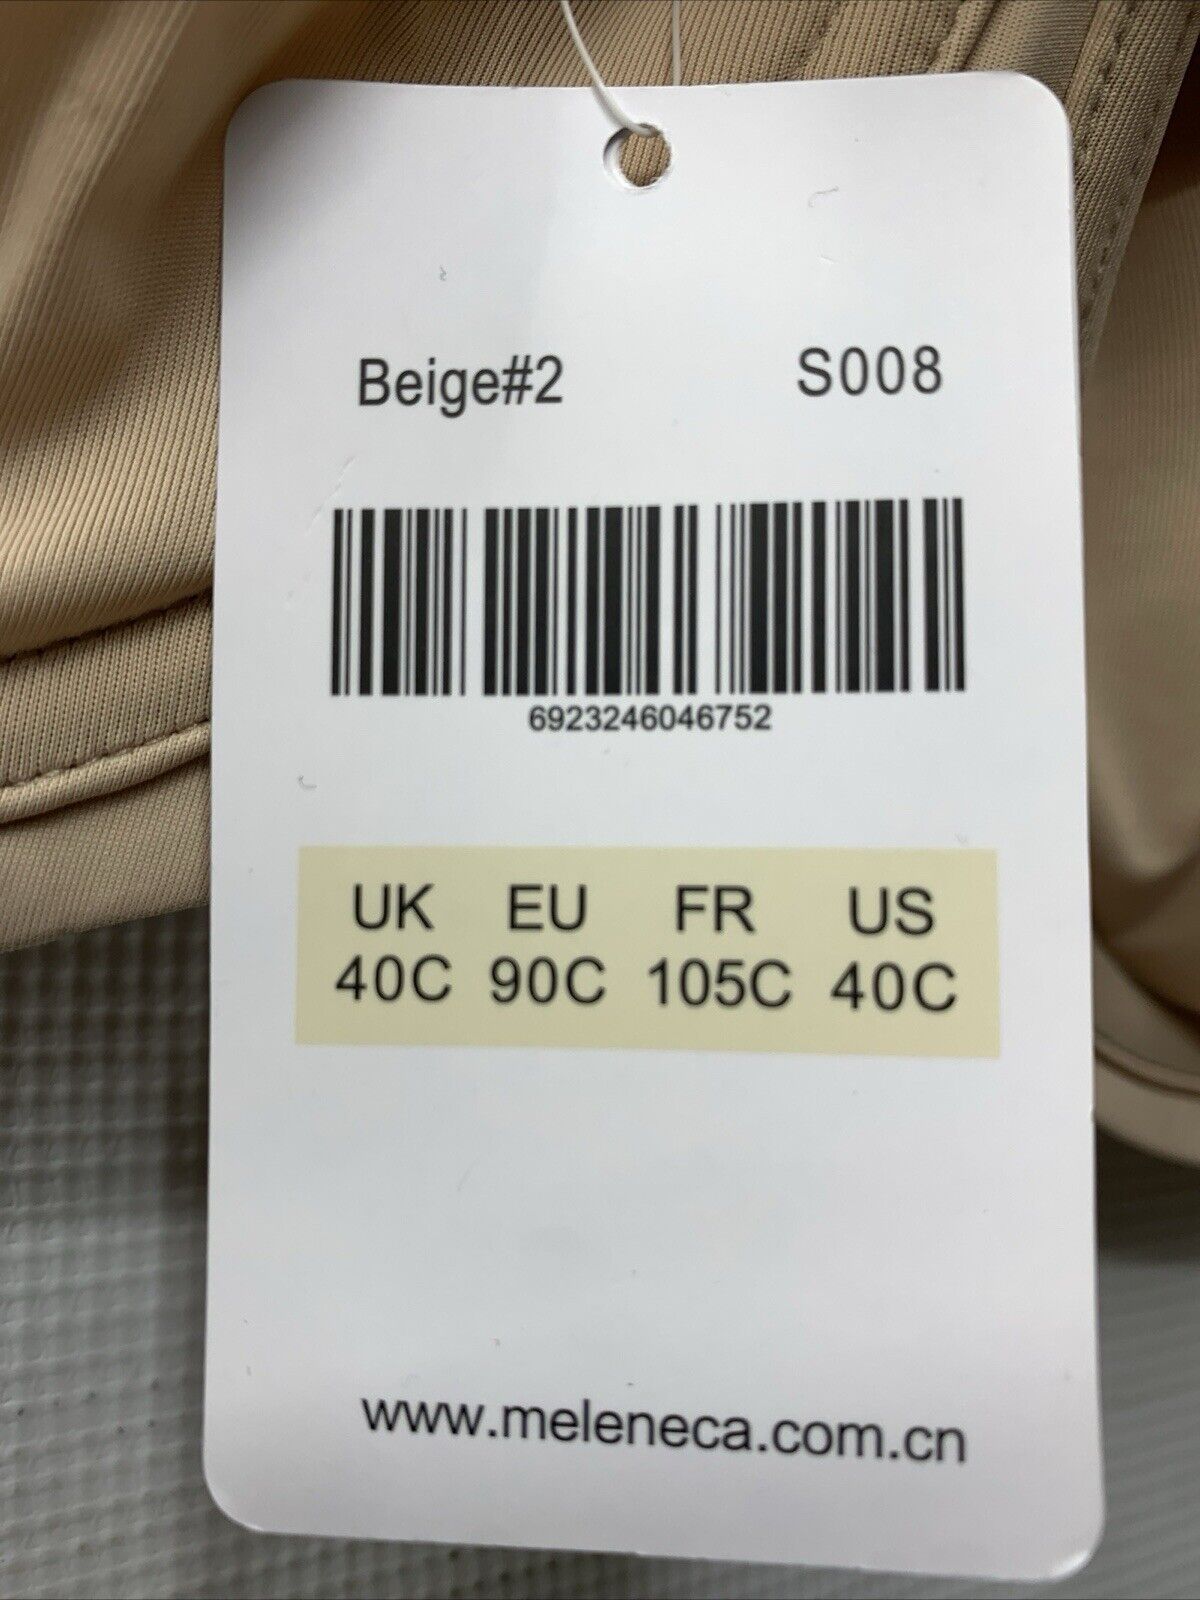 Beige#2 S008
6923246046752
UK EU FR US
40C 90C 105C 40C
www.meleneca.com.cn